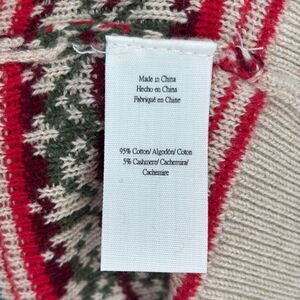 Made in China
Hecho en China
Fabriqué en Chine
95% Cotton/ Algodón/ Coton
5% Cashmere/ Cachemira/
Cachemire